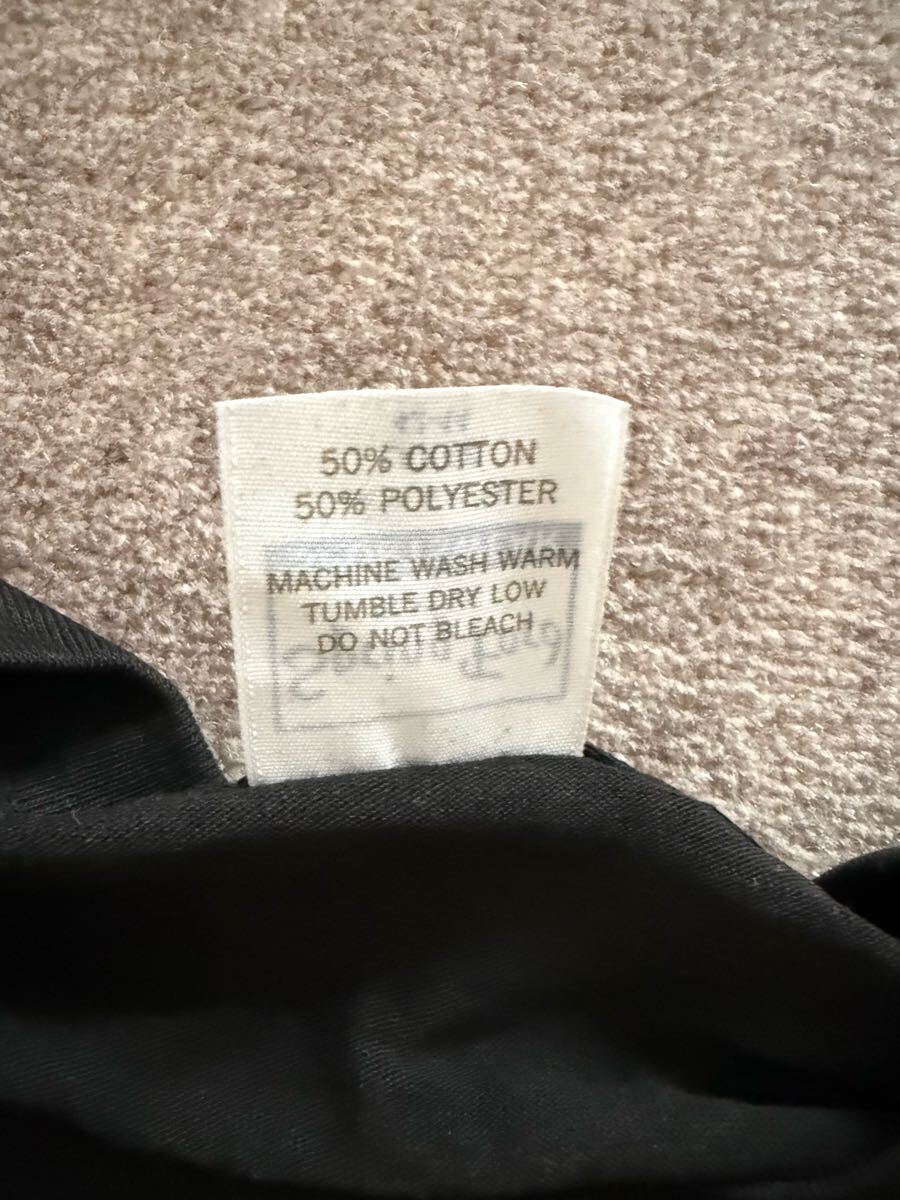 50% COTTON
50% POLYESTER
MACHINE WASH WARM
TUMBLE DRY LOW
DO NOT BLEACH